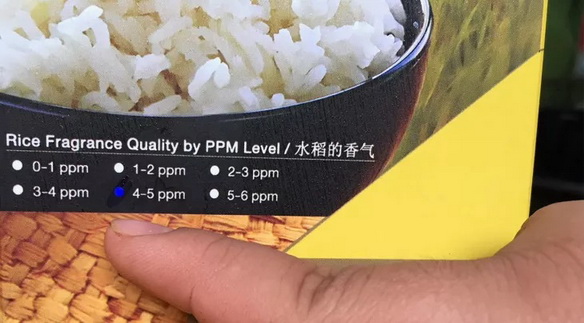 Rice Fragrance Quality by PPM Level / 水稻的香气
0-1 ppm 1-2 ppm 2-3 ppm
3-4 ppm 4-5 ppm 5-6 ppm